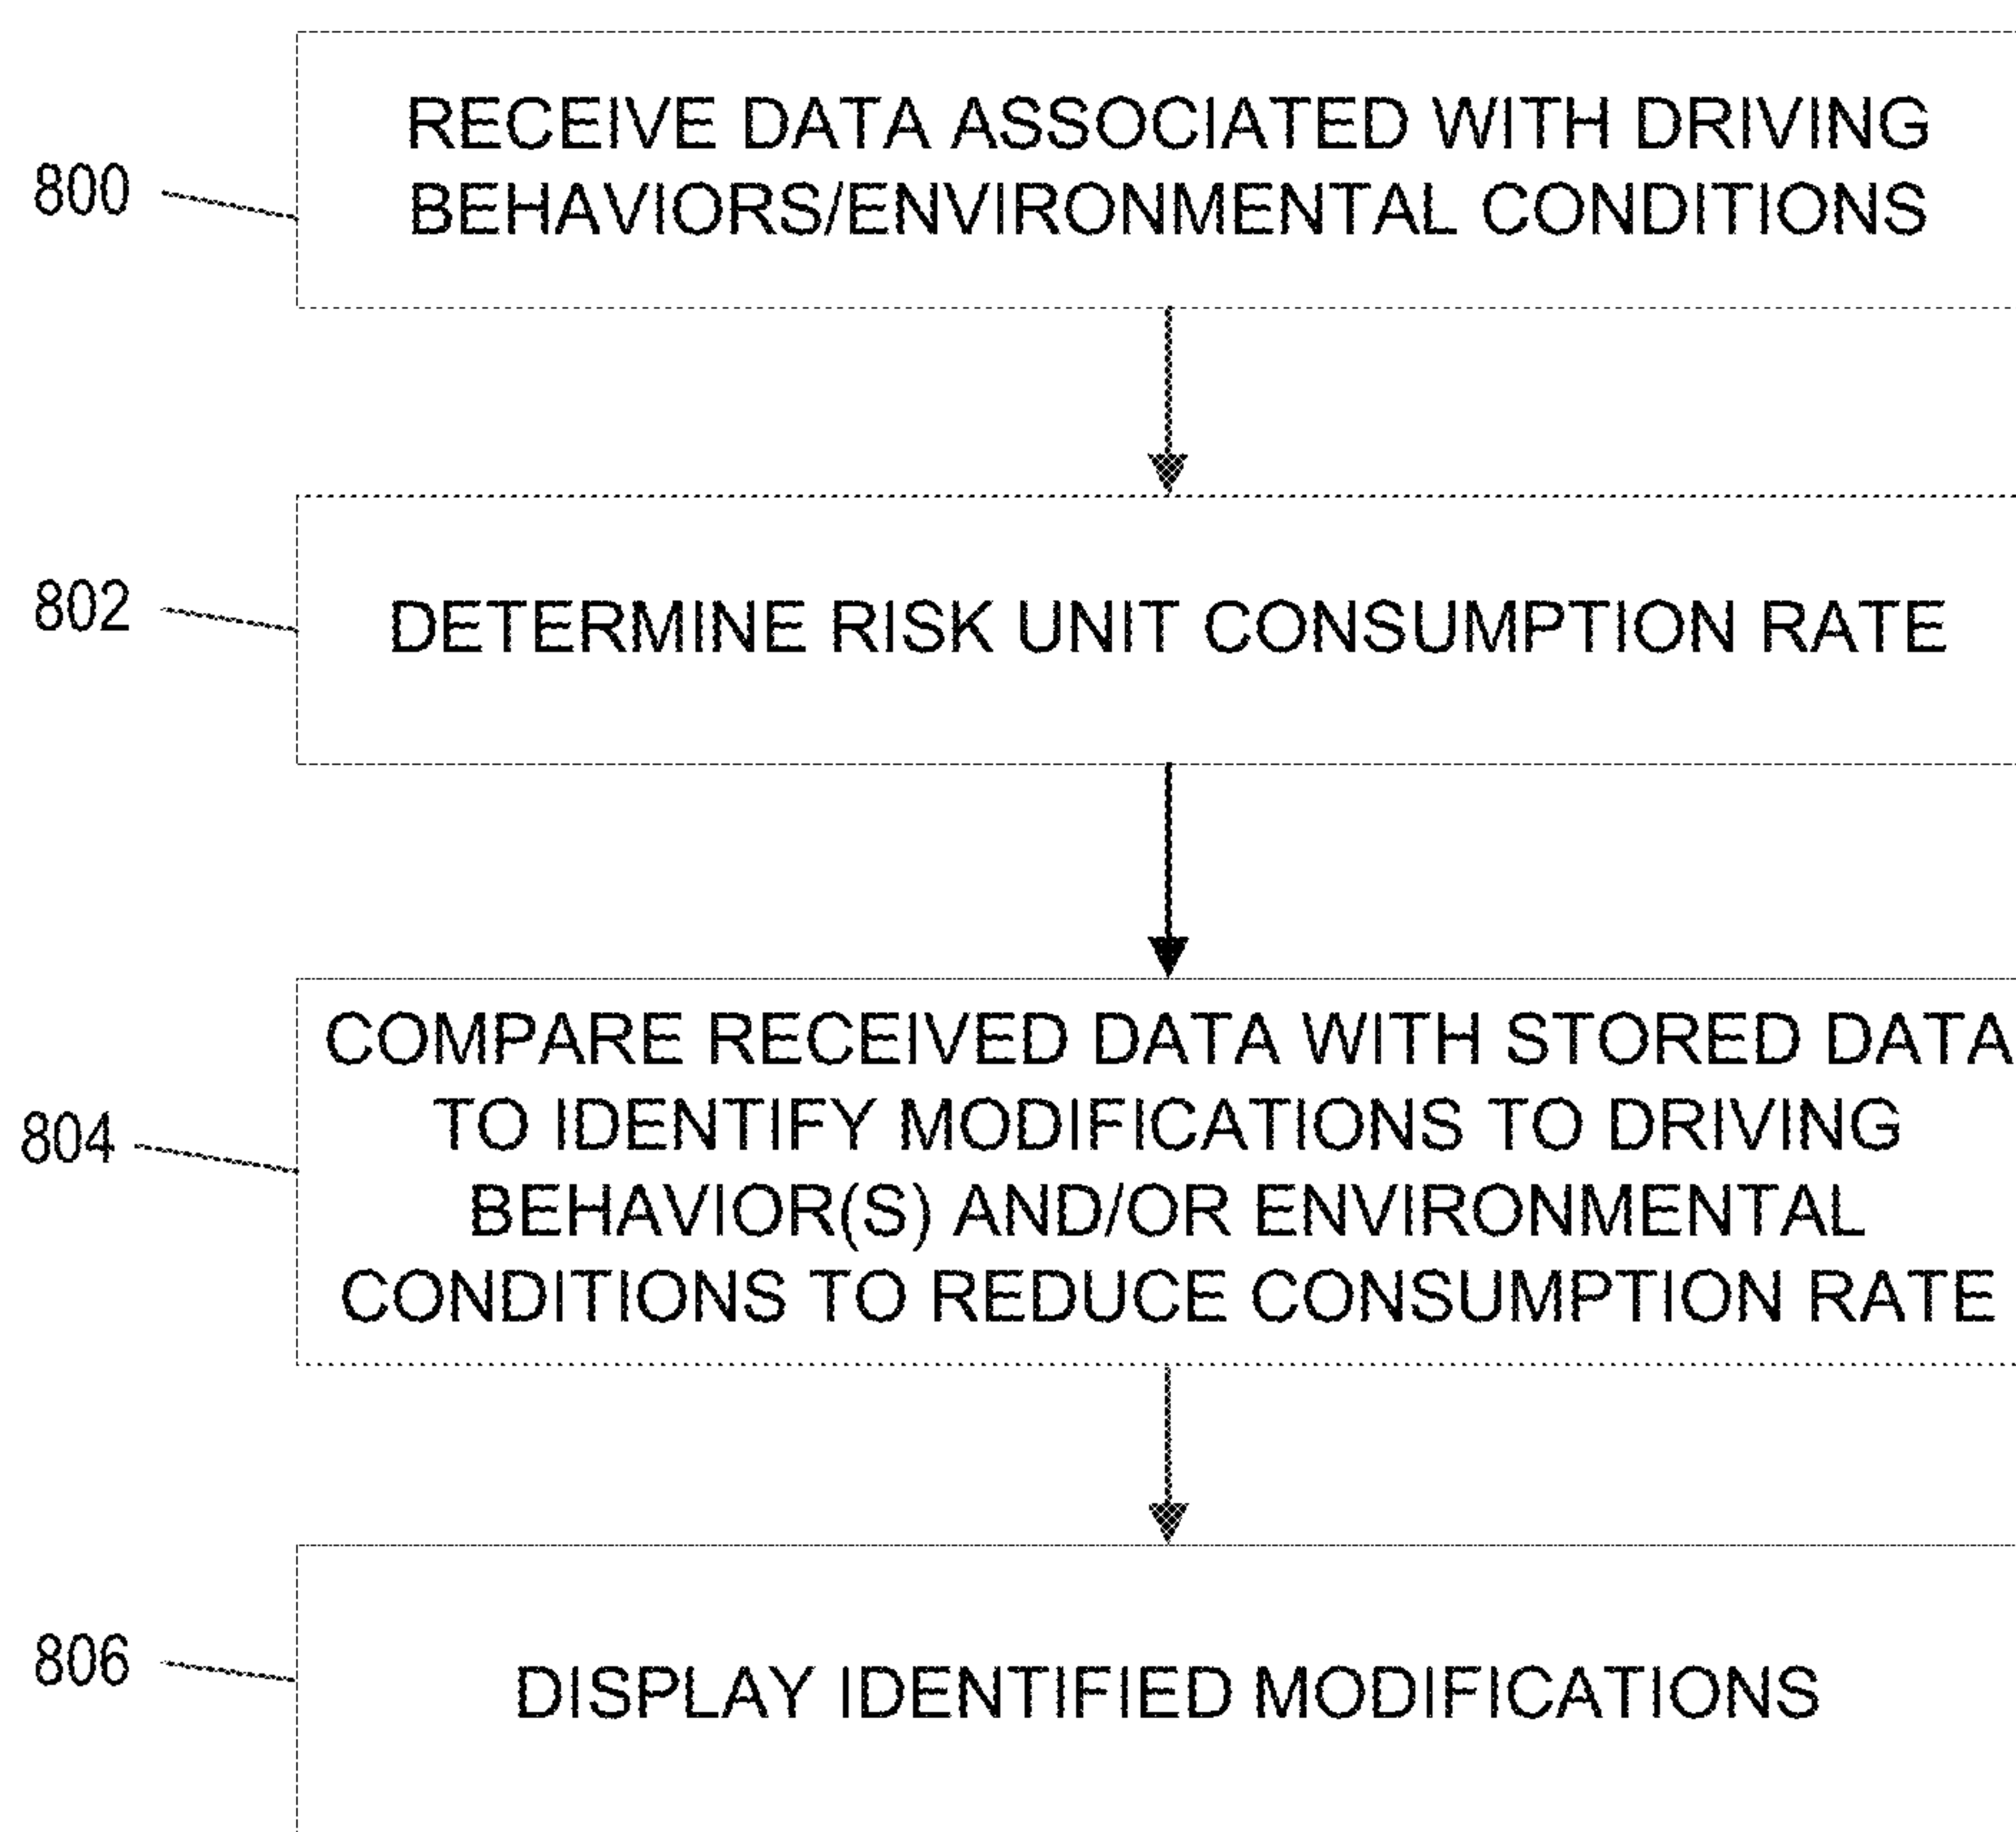 800
RECEIVE DATA ASSOCIATED WITH DRIVING
BEHAVIORS/ENVIRONMENTAL CONDITIONS
802
DETERMINE RISK UNIT CONSUMPTION RATE
804
COMPARE RECEIVED DATA WITH STORED DATA
TO IDENTIFY MODIFICATIONS TO DRIVING
BEHAVIOR(S) AND/OR ENVIRONMENTAL
CONDITIONS TO REDUCE CONSUMPTION RATE
806
DISPLAY IDENTIFIED MODIFICATIONS